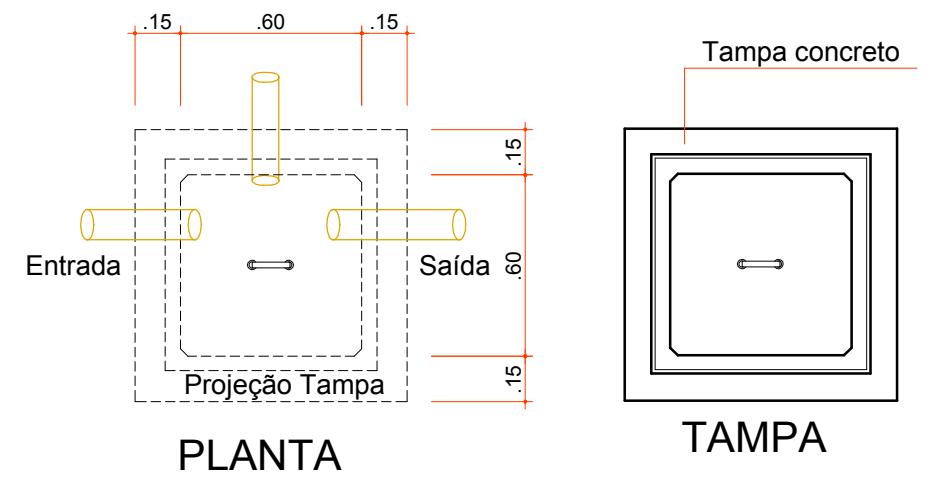 .15 .60 .15
Tampa concreto
.15
.60
.15
Entrada
Saída
Projeção Tampa
PLANTA
TAMPA